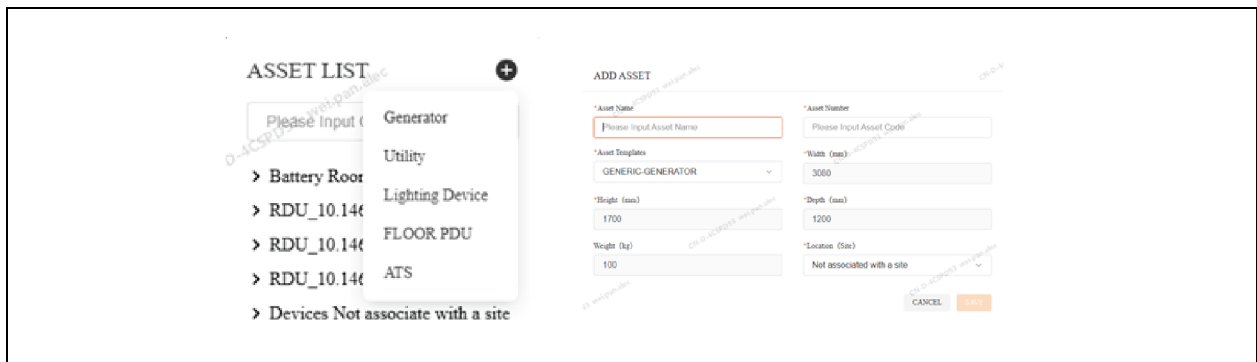 ASSET LIST
Please Input
Generator
Utility
Lighting Device
FLOOR PDU
ATS
Battery Roor
RDU_10.146
RDU_10.146
RDU_10.146
Devices Not associate with a site
ADD ASSET
*Asset Name
Please Input Asset Name
*Asset Number
Please Input Asset Code
*Asset Templates
GENERIC-GENERATOR
*Width (mm)
3080
*Height (mm)
1700
*Depth (mm)
1200
Weight (kg)
100
*Location (Site)
Not associated with a site
CANCEL
SAVE